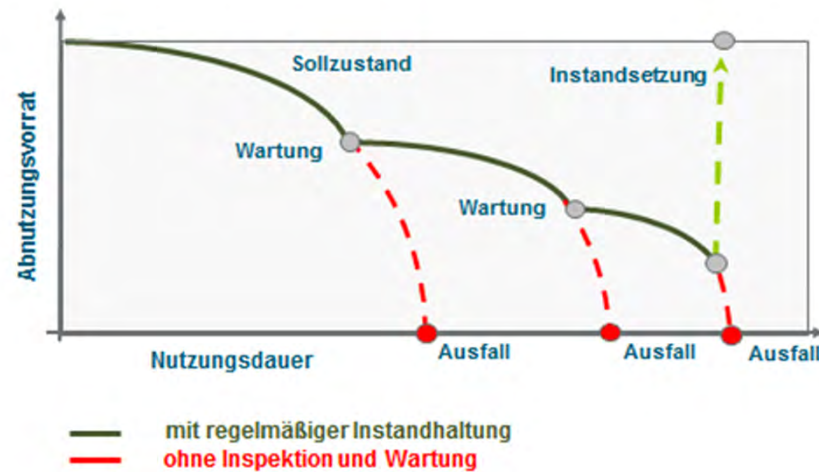 Sollzustand
Instandsetzung
Abnutzungsvorrat
Wartung
Wartung
Nutzungsdauer
Ausfall
Ausfall
Ausfall
mit regelmäßiger Instandhaltung
ohne Inspektion und Wartung